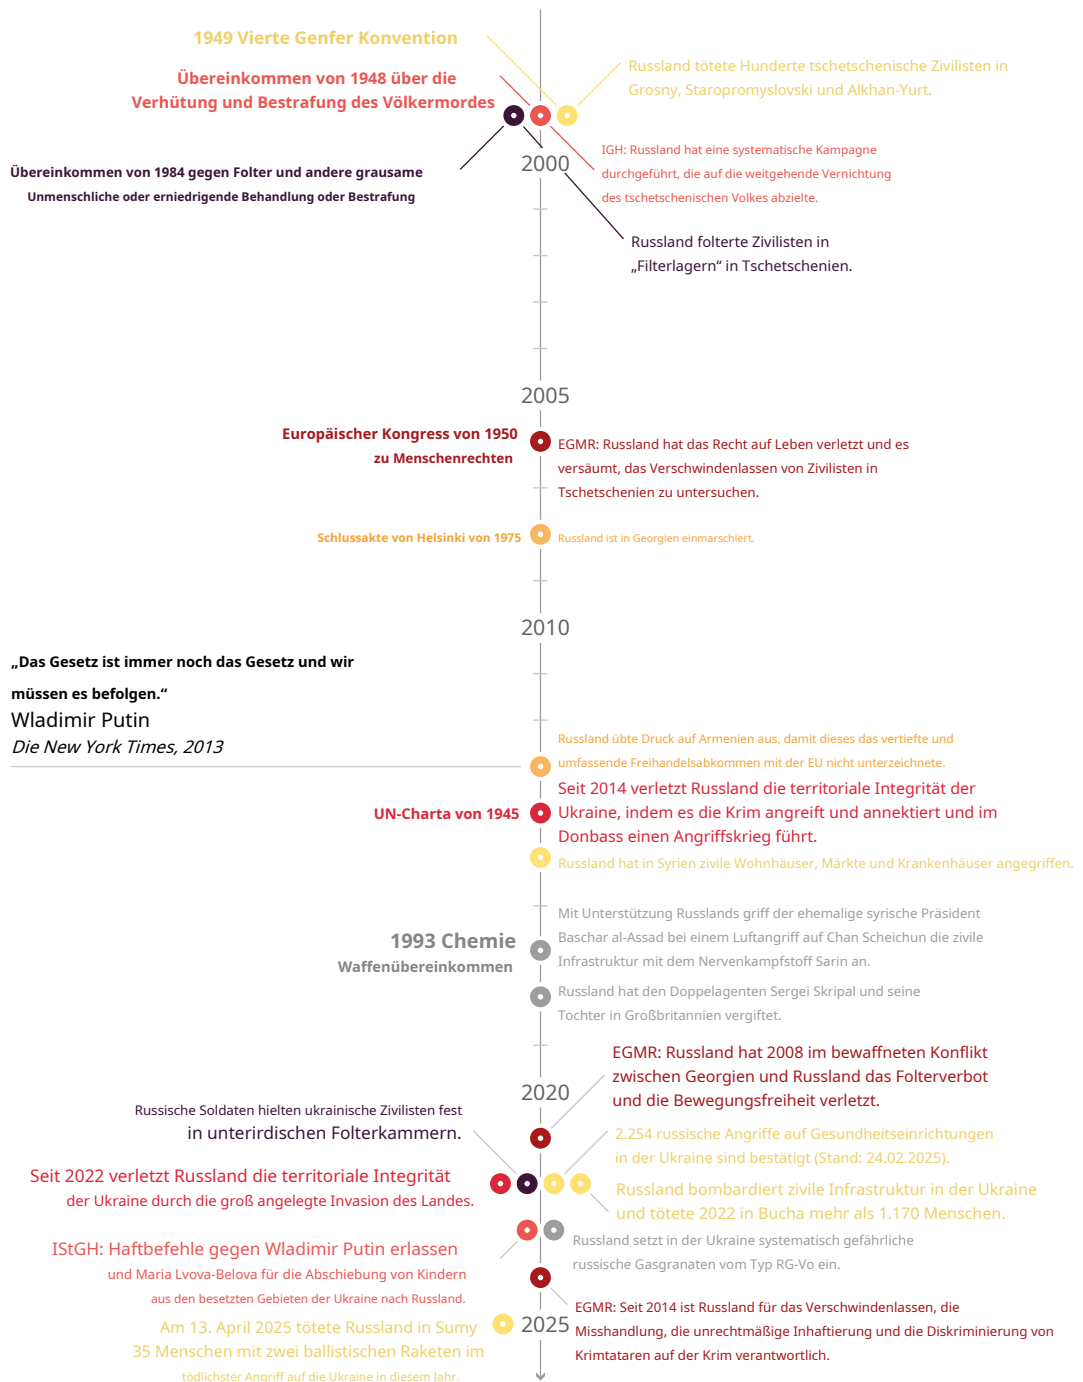 1949 Vierte Genfer Konvention
Russland tötete Hunderte tschetschenische Zivilisten in
Grosny, Staropromyslovski und Alkhan-Yurt.
Übereinkommen von 1948 über die
Verhütung und Bestrafung des Völkermordes
IGH: Russland hat eine systematische Kampagne
durchgeführt, die auf die weitgehende Vernichtung
des tschetschenischen Volkes abzielte.
2000
Übereinkommen von 1984 gegen Folter und andere grausame
Unmenschliche oder erniedrigende Behandlung oder Bestrafung
Russland folterte Zivilisten in
„Filterlagern“ in Tschetschenien.
2005
Europäischer Kongress von 1950
zu Menschenrechten
EGMR: Russland hat das Recht auf Leben verletzt und es
versäumt, das Verschwindenlassen von Zivilisten in
Tschetschenien zu untersuchen.
Schlussakte von Helsinki von 1975
Russland ist in Georgien einmarschiert.
2010
„Das Gesetz ist immer noch das Gesetz und wir
müssen es befolgen.“
Wladimir Putin
Die New York Times, 2013
Russland übte Druck auf Armenien aus, damit dieses das vertiefte und
umfassende Freihandelsabkommen mit der EU nicht unterzeichnete.
UN-Charta von 1945
Seit 2014 verletzt Russland die territoriale Integrität der
Ukraine, indem es die Krim angreift und annektiert und im
Donbass einen Angriffskrieg führt.
Russland hat in Syrien zivile Wohnhäuser, Märkte und Krankenhäuser angegriffen.
1993 Chemie
Waffenübereinkommen
Mit Unterstützung Russlands griff der ehemalige syrische Präsident
Baschar al-Assad bei einem Luftangriff auf Chan Scheichun die zivile
Infrastruktur mit dem Nervenkampfstoff Sarin an.
Russland hat den Doppelagenten Sergei Skripal und seine
Tochter in Großbritannien vergiftet.
EGMR: Russland hat 2008 im bewaffneten Konflikt
zwischen Georgien und Russland das Folterverbot
und die Bewegungsfreiheit verletzt.
2020
Russische Soldaten hielten ukrainische Zivilisten fest
in unterirdischen Folterkammern.
2.254 russische Angriffe auf Gesundheitseinrichtungen
in der Ukraine sind bestätigt (Stand: 24.02.2025).
Seit 2022 verletzt Russland die territoriale Integrität
der Ukraine durch die groß angelegte Invasion des Landes.
Russland bombardiert zivile Infrastruktur in der Ukraine
und tötete 2022 in Bucha mehr als 1.170 Menschen.
IStGH: Haftbefehle gegen Wladimir Putin erlassen
und Maria Lvova-Belova für die Abschiebung von Kindern
aus den besetzten Gebieten der Ukraine nach Russland.
Russland setzt in der Ukraine systematisch gefährliche
russische Gasgranaten vom Typ RG-Vo ein.
EGMR: Seit 2014 ist Russland für das Verschwindenlassen, die
Misshandlung, die unrechtmäßige Inhaftierung und die Diskriminierung von
Krimtataren auf der Krim verantwortlich.
2025
Am 13. April 2025 tötete Russland in Sumy
35 Menschen mit zwei ballistischen Raketen im
tödlichster Angriff auf die Ukraine in diesem Jahr.